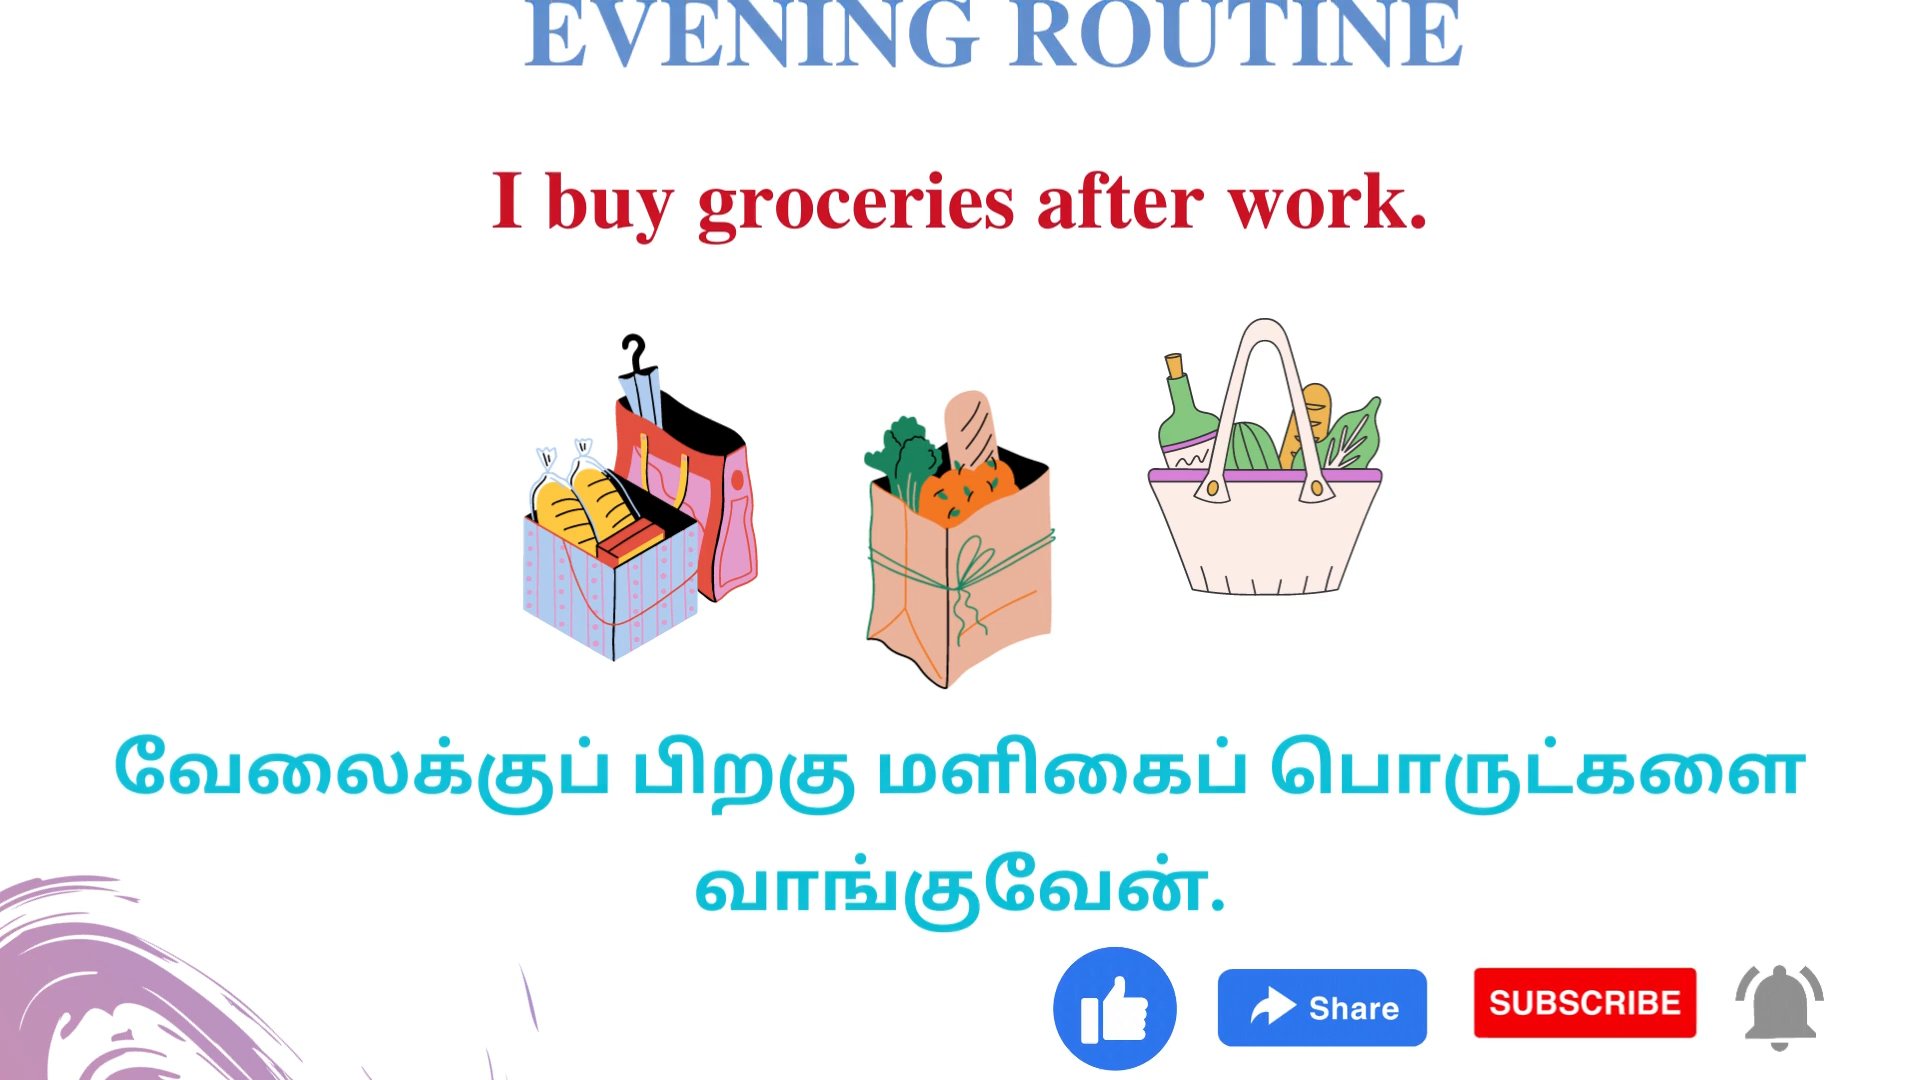 EVENING ROUTINE
I buy groceries after work.
வேலைக்குப் பிறகு மளிகைப் பொருட்களை
வாங்குவேன்.
Share
SUBSCRIBE